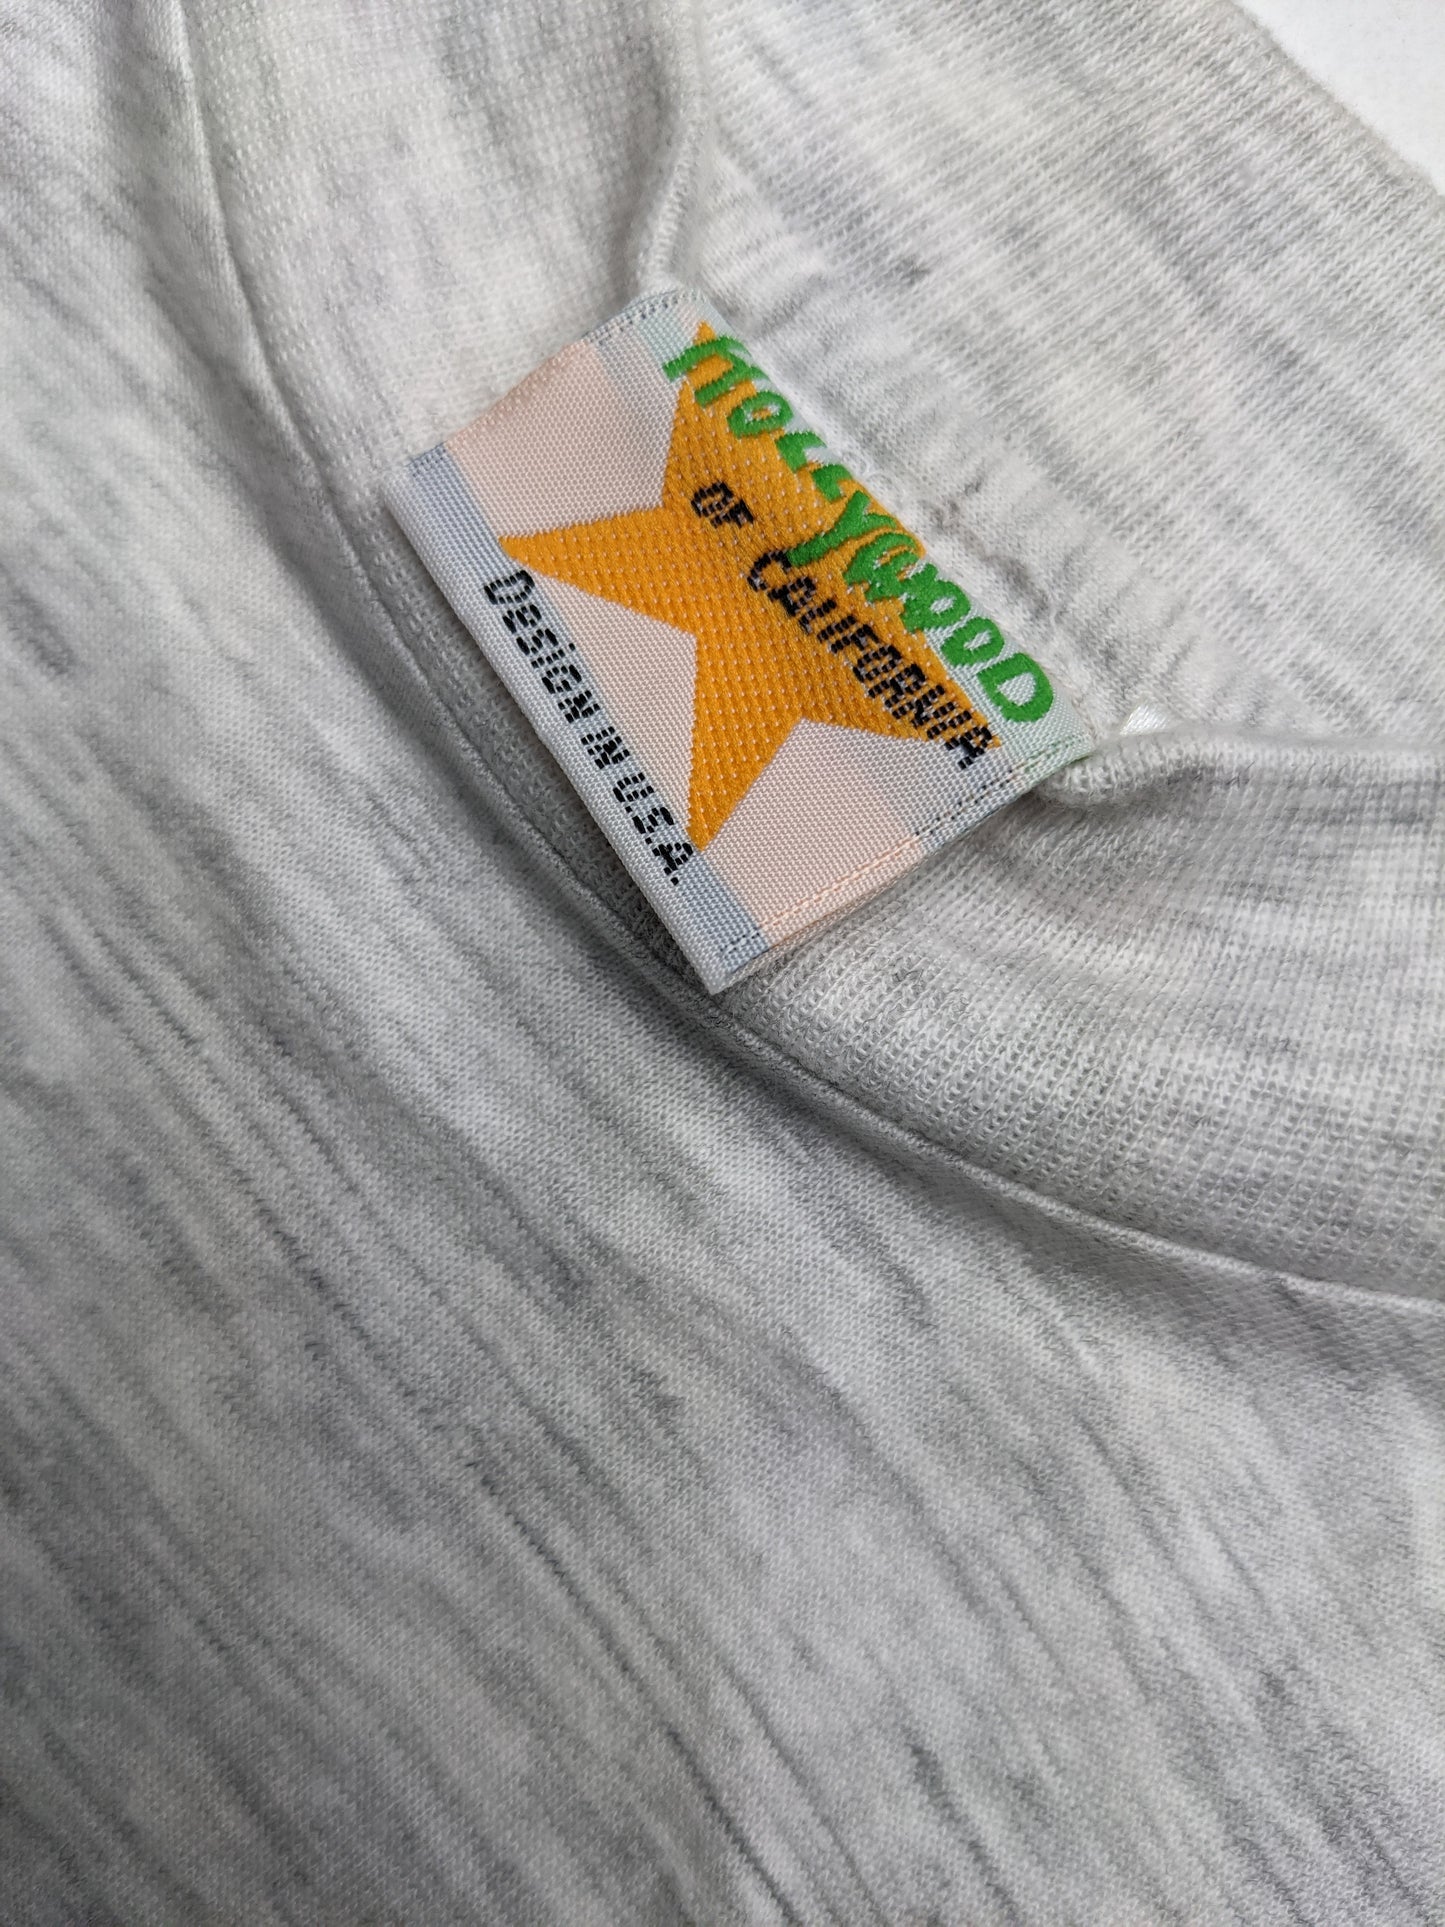 HOLLYWOOD
OF CALIFORNIA
DESIGN IN U.S.A.